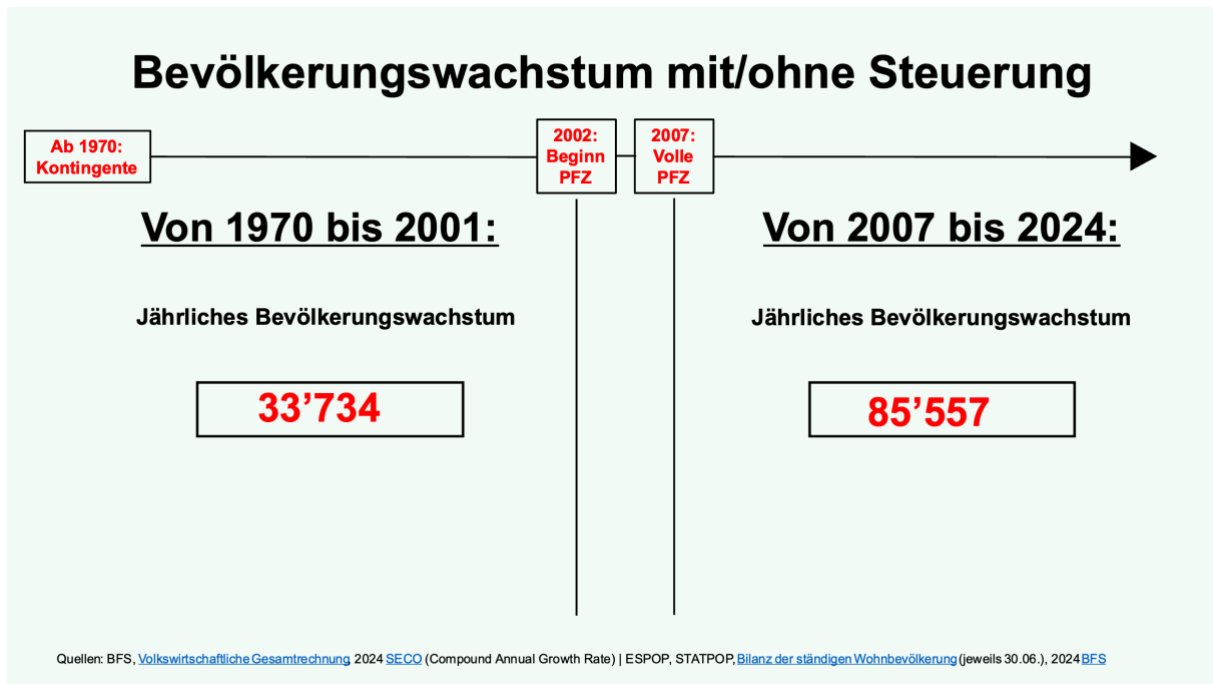 Bevölkerungswachstum mit/ohne Steuerung
Ab 1970:
Kontingente
2002:
Beginn
PFZ
2007:
Volle
PFZ
Von 1970 bis 2001:
Von 2007 bis 2024:
Jährliches Bevölkerungswachstum
Jährliches Bevölkerungswachstum
33’734
85’557
Quellen: BFS, Volkswirtschaftliche Gesamtrechnung, 2024 SECO (Compound Annual Growth Rate) | ESPOP, STATPOP, Bilanz der ständigen Wohnbevölkerung (jeweils 30.06.), 2024 BFS